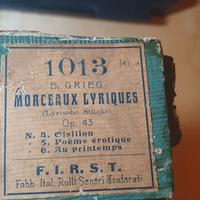 1013 (e)
E. GRIEG
MORCEAUX LYRIQUES
(Lyrische Stücke)
Op. 43
N. 4. Oisillon
» 5. Poème érotique
» 6. Au printemps
F. I. R. S. T.
Fabb. Ital. Rulli Sonori Traforati